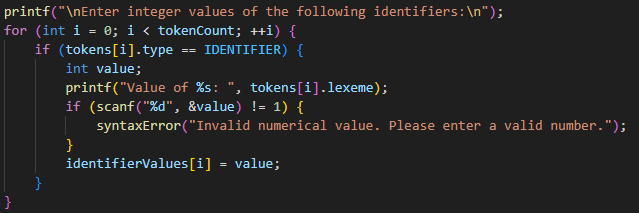 printf("\nEnter integer values of the following identifiers:\n");
for (int i = 0; i < tokenCount; ++i) {
    if (tokens[i].type == IDENTIFIER) {
        int value;
        printf("Value of %s: ", tokens[i].lexeme);
        if (scanf("%d", &value) != 1) {
            syntaxError("Invalid numerical value. Please enter a valid number.");
        }
        identifierValues[i] = value;
    }
}